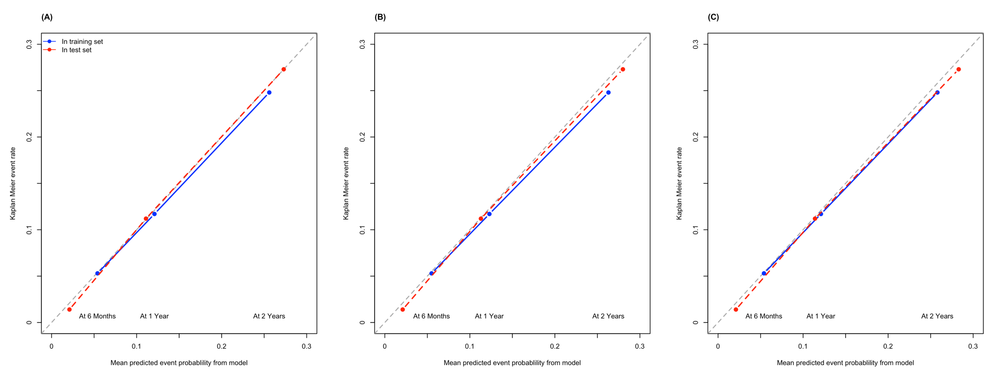 (A)
In training set
In test set
0.3
0.2
0.1
0
Kaplan Meier event rate
At 6 Months
At 1 Year
At 2 Years
0
0.1
0.2
0.3
Mean predicted event probablility from model
(B)
0.3
0.2
0.1
0
Kaplan Meier event rate
At 6 Months
At 1 Year
At 2 Years
0
0.1
0.2
0.3
Mean predicted event probablility from model
(C)
0.3
0.2
0.1
0
Kaplan Meier event rate
At 6 Months
At 1 Year
At 2 Years
0
0.1
0.2
0.3
Mean predicted event probablility from model